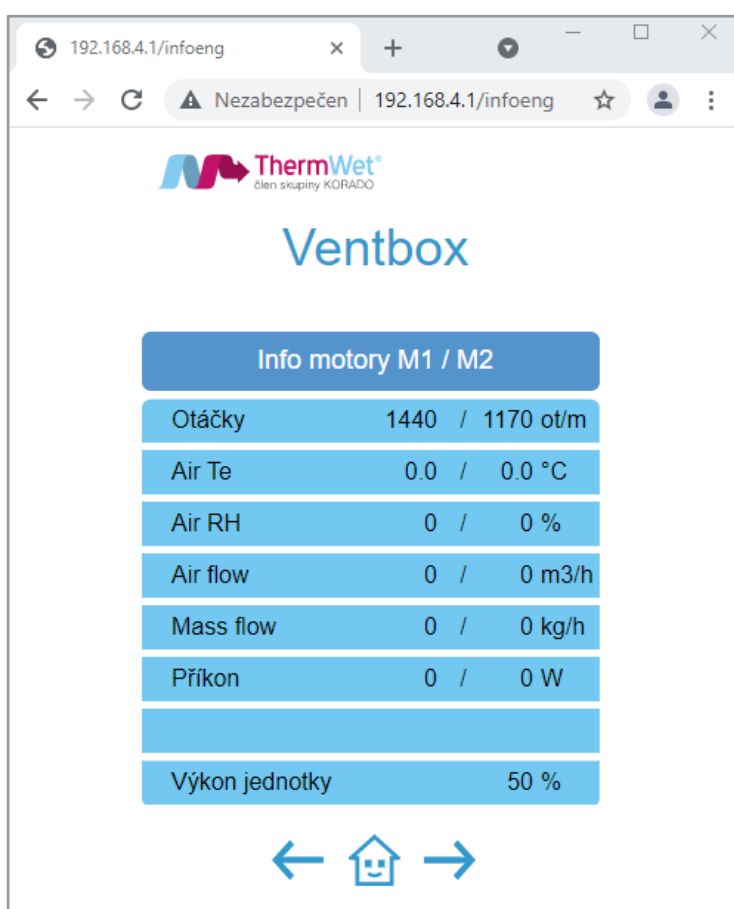 192.168.4.1/infoeng
Nezabezpečen | 192.168.4.1/infoeng
ThermWet®
člen skupiny KORADO
Ventbox
Info motory M1 / M2
Otáčky 1440 / 1170 ot/m
Air Te 0.0 / 0.0 °C
Air RH 0 / 0 %
Air flow 0 / 0 m3/h
Mass flow 0 / 0 kg/h
Příkon 0 / 0 W
Výkon jednotky 50 %